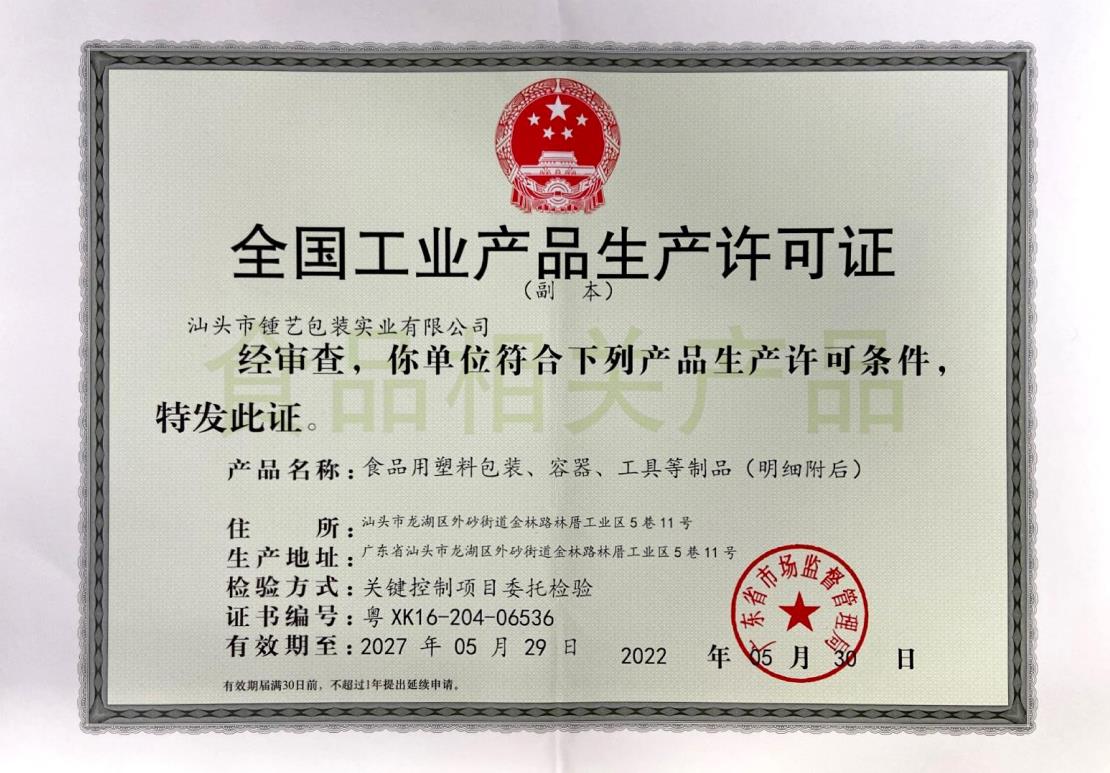 全国工业产品生产许可证
（副 本）
汕头市锺艺包装实业有限公司
食品相关产品
经审查，你单位符合下列产品生产许可条件，
特发此证。
产品名称：食品用塑料包装、容器、工具等制品（明细附后）
住 所：汕头市龙湖区外砂街道金林路林厝工业区5巷11号
生产地址：广东省汕头市龙湖区外砂街道金林路林厝工业区5巷11号
检验方式：关键控制项目委托检验
证书编号：粤 XK16-204-06536
有效期至：2027 年 05 月 29 日
广东省市场监督管理局
2022 年 05 月 30 日
有效期届满30日前，不超过1年提出延续申请。